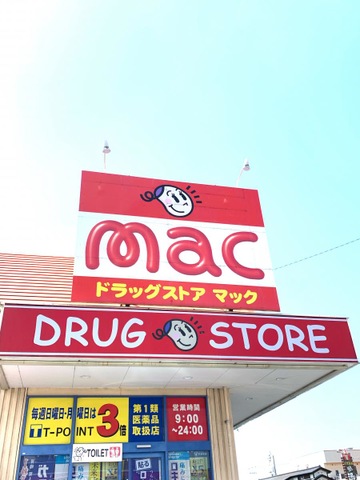 mac
ドラッグストア マック
DRUG STORE
毎週日曜日・月曜日は3倍
T-POINT
TOILET
第1類
医薬品
取扱店
営業時間
9:00
~24:00
貼る